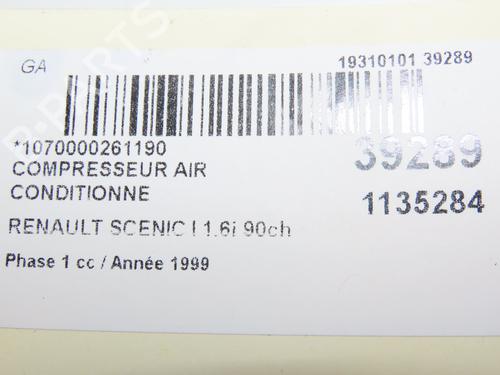 GA
19310101 39289
*1070000261190
39289
COMPRESSEUR AIR
CONDITIONNE
1135284
RENAULT SCENIC I 1.6i 90ch
Phase 1 cc / Année 1999
B-PARTS